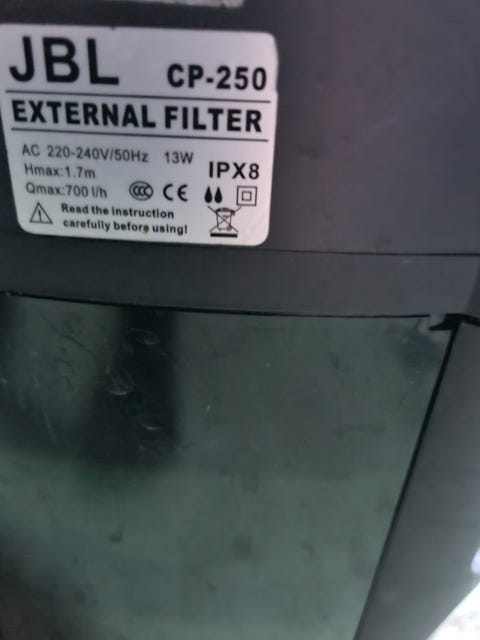 JBL CP-250
EXTERNAL FILTER
AC 220-240V/50Hz 13W
Hmax:1.7m IPX8
Qmax:700 l/h CCC CE
Read the instruction
carefully before using!